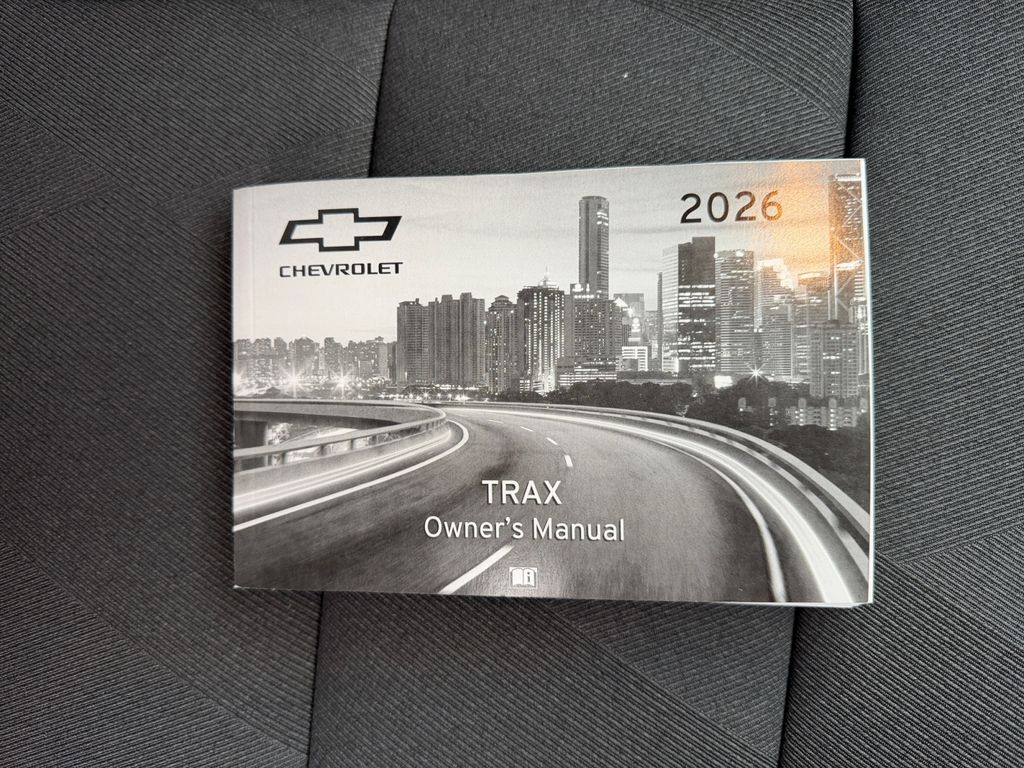 CHEVROLET
2026
TRAX
Owner's Manual